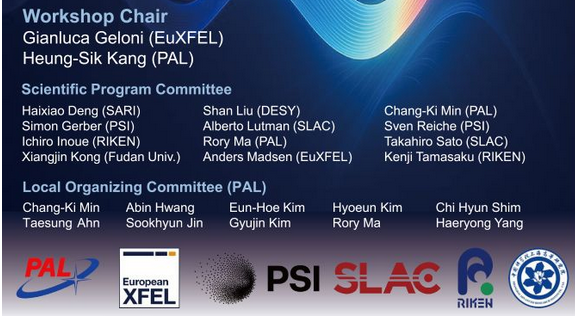 Workshop Chair
Gianluca Geloni (EuXFEL)
Heung-Sik Kang (PAL)
Scientific Program Committee
Haixiao Deng (SARI) Shan Liu (DESY) Chang-Ki Min (PAL)
Simon Gerber (PSI) Alberto Lutman (SLAC) Sven Reiche (PSI)
Ichiro Inoue (RIKEN) Rory Ma (PAL) Takahiro Sato (SLAC)
Xiangjin Kong (Fudan Univ.) Anders Madsen (EuXFEL) Kenji Tamasaku (RIKEN)
Local Organizing Committee (PAL)
Chang-Ki Min Abin Hwang Eun-Hoe Kim Hyoeun Kim Chi Hyun Shim
Taesung Ahn Sookhyun Jin Gyujin Kim Rory Ma Haeryong Yang
PAL European XFEL PSI SLAC RIKEN